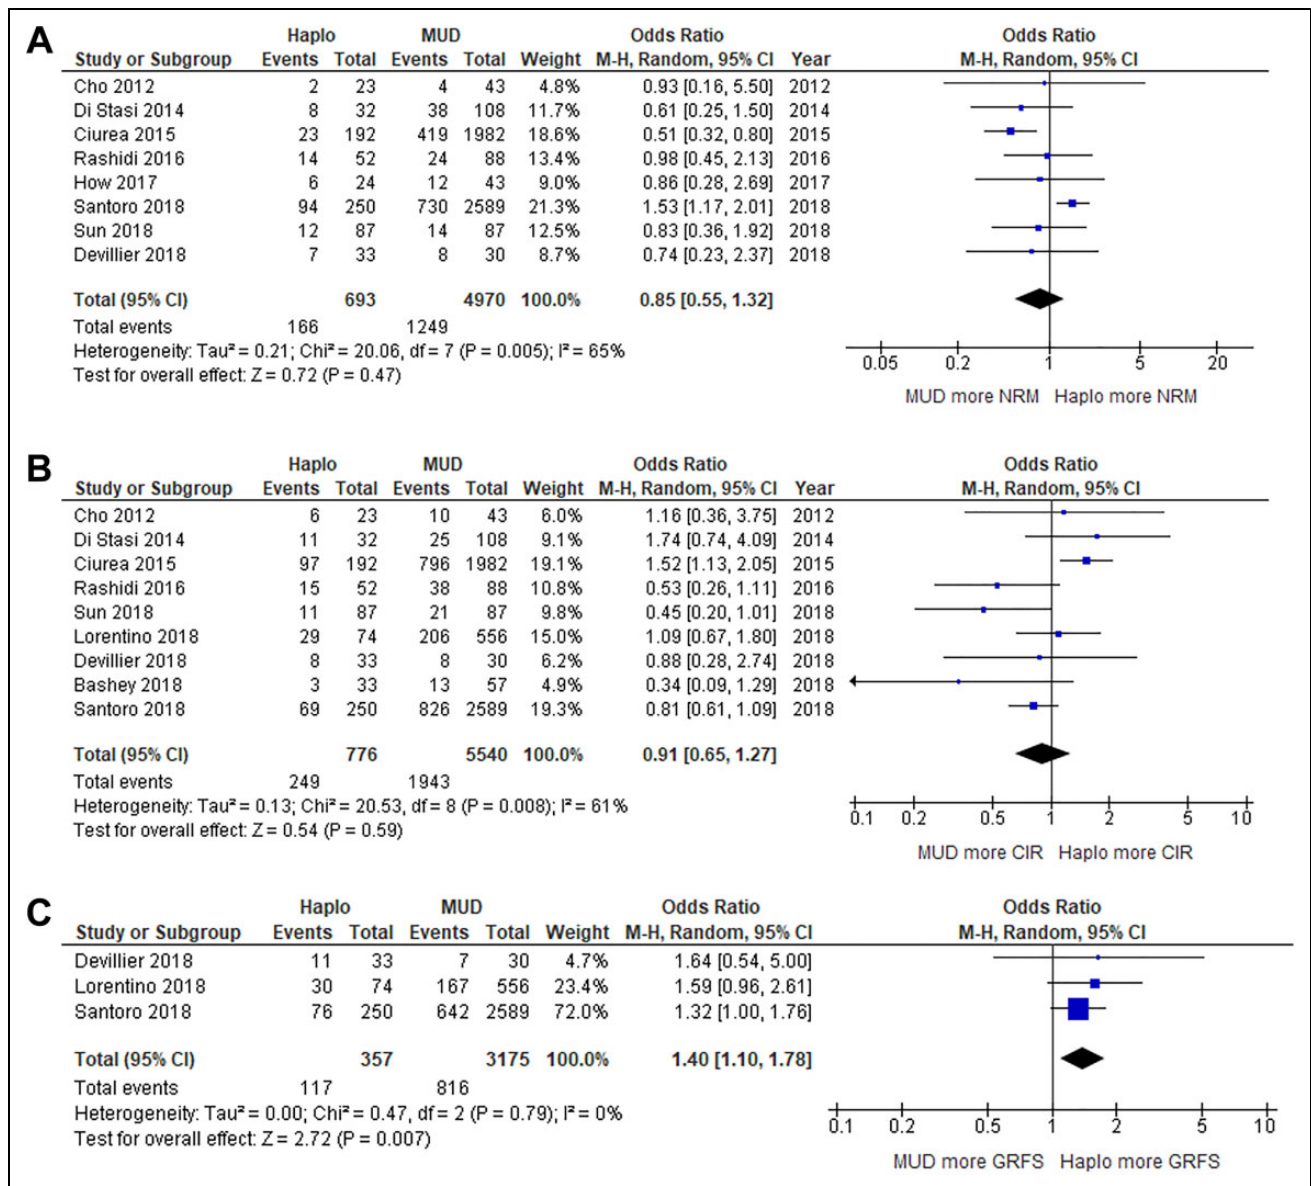 A
Haplo MUD Odds Ratio Odds Ratio
Study or Subgroup Events Total Events Total Weight M-H, Random, 95% CI Year M-H, Random, 95% CI
Cho 2012 2 23 4 43 4.8% 0.93 [0.16, 5.50] 2012
Di Stasi 2014 8 32 38 108 11.7% 0.61 [0.25, 1.50] 2014
Ciurea 2015 23 192 419 1982 18.6% 0.51 [0.32, 0.80] 2015
Rashidi 2016 14 52 24 88 13.4% 0.98 [0.45, 2.13] 2016
How 2017 6 24 12 43 9.0% 0.86 [0.28, 2.69] 2017
Santoro 2018 94 250 730 2589 21.3% 1.53 [1.17, 2.01] 2018
Sun 2018 12 87 14 87 12.5% 0.83 [0.36, 1.92] 2018
Devillier 2018 7 33 8 30 8.7% 0.74 [0.23, 2.37] 2018
Total (95% CI) 693 4970 100.0% 0.85 [0.55, 1.32]
Total events 166 1249
Heterogeneity: Tau² = 0.21; Chi² = 20.06, df = 7 (P = 0.005); I² = 65%
Test for overall effect: Z = 0.72 (P = 0.47)
0.05 0.2 1 5 20
MUD more NRM Haplo more NRM
B
Haplo MUD Odds Ratio Odds Ratio
Study or Subgroup Events Total Events Total Weight M-H, Random, 95% CI Year M-H, Random, 95% CI
Cho 2012 6 23 10 43 6.0% 1.16 [0.36, 3.75] 2012
Di Stasi 2014 11 32 25 108 9.1% 1.74 [0.74, 4.09] 2014
Ciurea 2015 97 192 796 1982 19.1% 1.52 [1.13, 2.05] 2015
Rashidi 2016 15 52 38 88 10.8% 0.53 [0.26, 1.11] 2016
Sun 2018 11 87 21 87 9.8% 0.45 [0.20, 1.01] 2018
Lorentino 2018 29 74 206 556 15.0% 1.09 [0.67, 1.80] 2018
Devillier 2018 8 33 8 30 6.2% 0.88 [0.28, 2.74] 2018
Bashey 2018 3 33 13 57 4.9% 0.34 [0.09, 1.29] 2018
Santoro 2018 69 250 826 2589 19.3% 0.81 [0.61, 1.09] 2018
Total (95% CI) 776 5540 100.0% 0.91 [0.65, 1.27]
Total events 249 1943
Heterogeneity: Tau² = 0.13; Chi² = 20.53, df = 8 (P = 0.008); I² = 61%
Test for overall effect: Z = 0.54 (P = 0.59)
0.1 0.2 0.5 1 2 5 10
MUD more CIR Haplo more CIR
C
Haplo MUD Odds Ratio Odds Ratio
Study or Subgroup Events Total Events Total Weight M-H, Random, 95% CI M-H, Random, 95% CI
Devillier 2018 11 33 7 30 4.7% 1.64 [0.54, 5.00]
Lorentino 2018 30 74 167 556 23.4% 1.59 [0.96, 2.61]
Santoro 2018 76 250 642 2589 72.0% 1.32 [1.00, 1.76]
Total (95% CI) 357 3175 100.0% 1.40 [1.10, 1.78]
Total events 117 816
Heterogeneity: Tau² = 0.00; Chi² = 0.47, df = 2 (P = 0.79); I² = 0%
Test for overall effect: Z = 2.72 (P = 0.007)
0.1 0.2 0.5 1 2 5 10
MUD more GRFS Haplo more GRFS